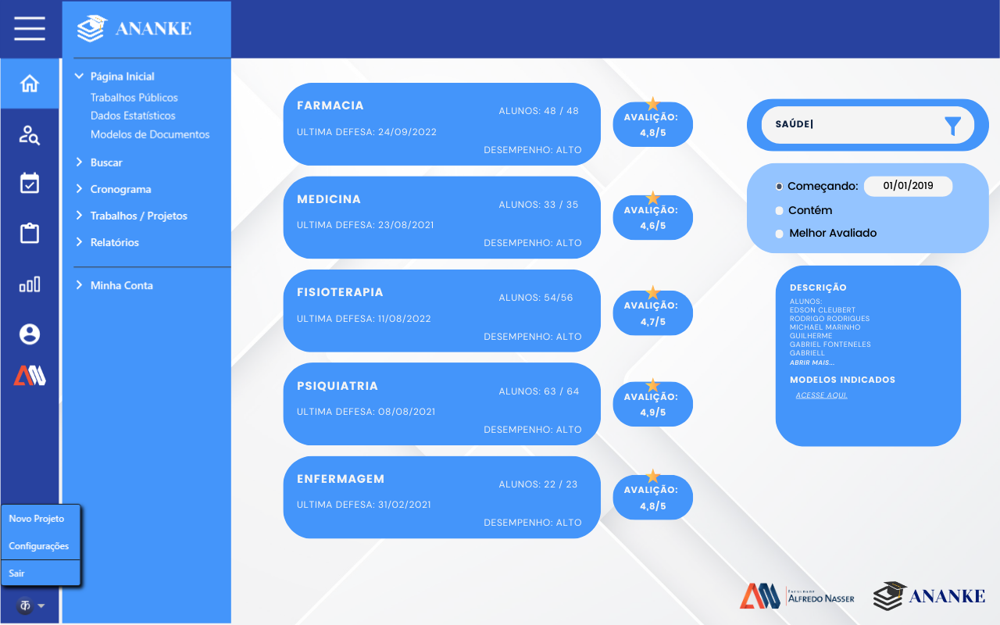 ANANKE
Página Inicial
Trabalhos Públicos
Dados Estatísticos
Modelos de Documentos
Buscar
Cronograma
Trabalhos / Projetos
Relatórios
Minha Conta
Novo Projeto
Configurações
Sair
क
FARMACIA
ALUNOS: 48 / 48
ULTIMA DEFESA: 24/09/2022
DESEMPENHO: ALTO
AVALIÇÃO:
4,8/5
MEDICINA
ALUNOS: 33 / 35
ULTIMA DEFESA: 23/08/2021
DESEMPENHO: ALTO
AVALIÇÃO:
4,6/5
FISIOTERAPIA
ALUNOS: 54/56
ULTIMA DEFESA: 11/08/2022
DESEMPENHO: ALTO
AVALIÇÃO:
4,7/5
PSIQUIATRIA
ALUNOS: 63 / 64
ULTIMA DEFESA: 08/08/2021
DESEMPENHO: ALTO
AVALIÇÃO:
4,9/5
ENFERMAGEM
ALUNOS: 22 / 23
ULTIMA DEFESA: 31/02/2021
DESEMPENHO: ALTO
AVALIÇÃO:
4,8/5
SAÚDE
Começando: 01/01/2019
Contém
Melhor Avaliado
DESCRIÇÃO
ALUNOS:
EDSON CLEUBERT
RODRIGO RODRIGUES
MICHAEL MARINHO
GUILHERME
GABRIEL FONTENELES
GABRIELL
ABRIR MAIS...
MODELOS INDICADOS
ACESSE AQUI.
Faculdade
ALFREDO NASSER
ANANKE